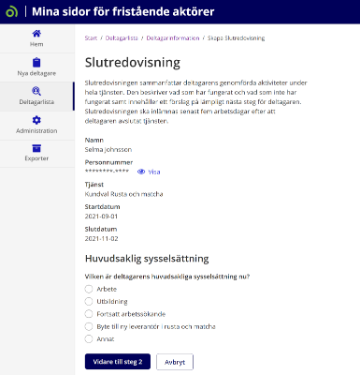 Mina sidor för fristående aktörer
Hem
Nya deltagare
Deltagarlista
Administration
Exporter
Start / Deltagarlista / Deltagarinformation / Skapa Slutredovisning
Slutredovisning
Slutredovisningen sammanfattar deltagarens genomförda aktiviteter under
hela tjänsten. Den beskriver vad som har fungerat och vad som inte har
fungerat samt innehåller ett förslag på lämpligt nästa steg för deltagaren.
Slutredovisningen ska inlämnas senast fem arbetsdagar efter att
deltagaren avslutat tjänsten.
Namn
Selma Johnsson
Personnummer
********-**** Visa
Tjänst
Kundval Rusta och matcha
Startdatum
2021-09-01
Slutdatum
2021-11-02
Huvudsaklig sysselsättning
Vilken är deltagarens huvudsakliga sysselsättning nu?
Arbete
Utbildning
Fortsatt arbetssökande
Byte till ny leverantör i rusta och matcha
Annat
Vidare till steg 2
Avbryt